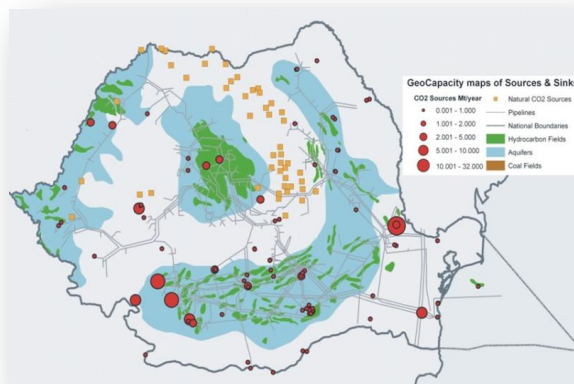 GeoCapacity maps of Sources & Sink
CO2 Sources Mt/year
0.001 - 1.000
1.001 - 2.000
2.001 - 5.000
5.001 - 10.000
10.001 - 32.000
Natural CO2 Sources
Pipelines
National Boundaries
Hydrocarbon Fields
Aquifers
Coal Fields